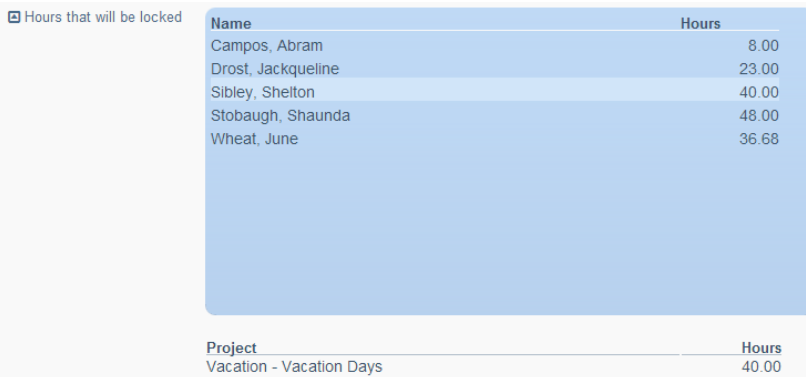 Hours that will be locked
Name Hours
Campos, Abram 8.00
Drost, Jackqueline 23.00
Sibley, Shelton 40.00
Stobaugh, Shaunda 48.00
Wheat, June 36.68
Project Hours
Vacation - Vacation Days 40.00